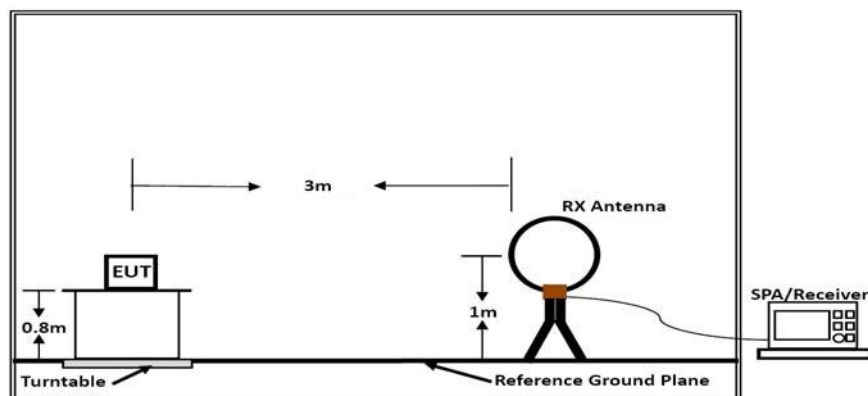 3m
RX Antenna
EUT
SPA/Receiver
0.8m
1m
Turntable
Reference Ground Plane